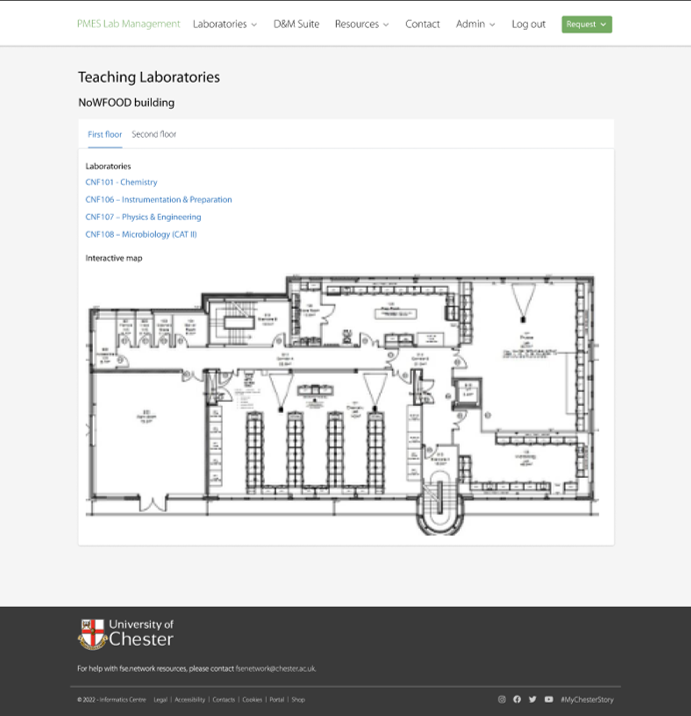 PMES Lab Management Laboratories D&M Suite Resources Contact Admin Log out Request
Teaching Laboratories
NoWFOOD building
First floor Second floor
Laboratories
CNF101 - Chemistry
CNF106 – Instrumentation & Preparation
CNF107 – Physics & Engineering
CNF108 – Microbiology (CAT II)
Interactive map
University of
Chester
For help with fse.network resources, please contact fsenetwork@chester.ac.uk.
© 2022 - Informatics Centre Legal | Accessibility | Contacts | Cookies | Portal | Shop #MyChesterStory